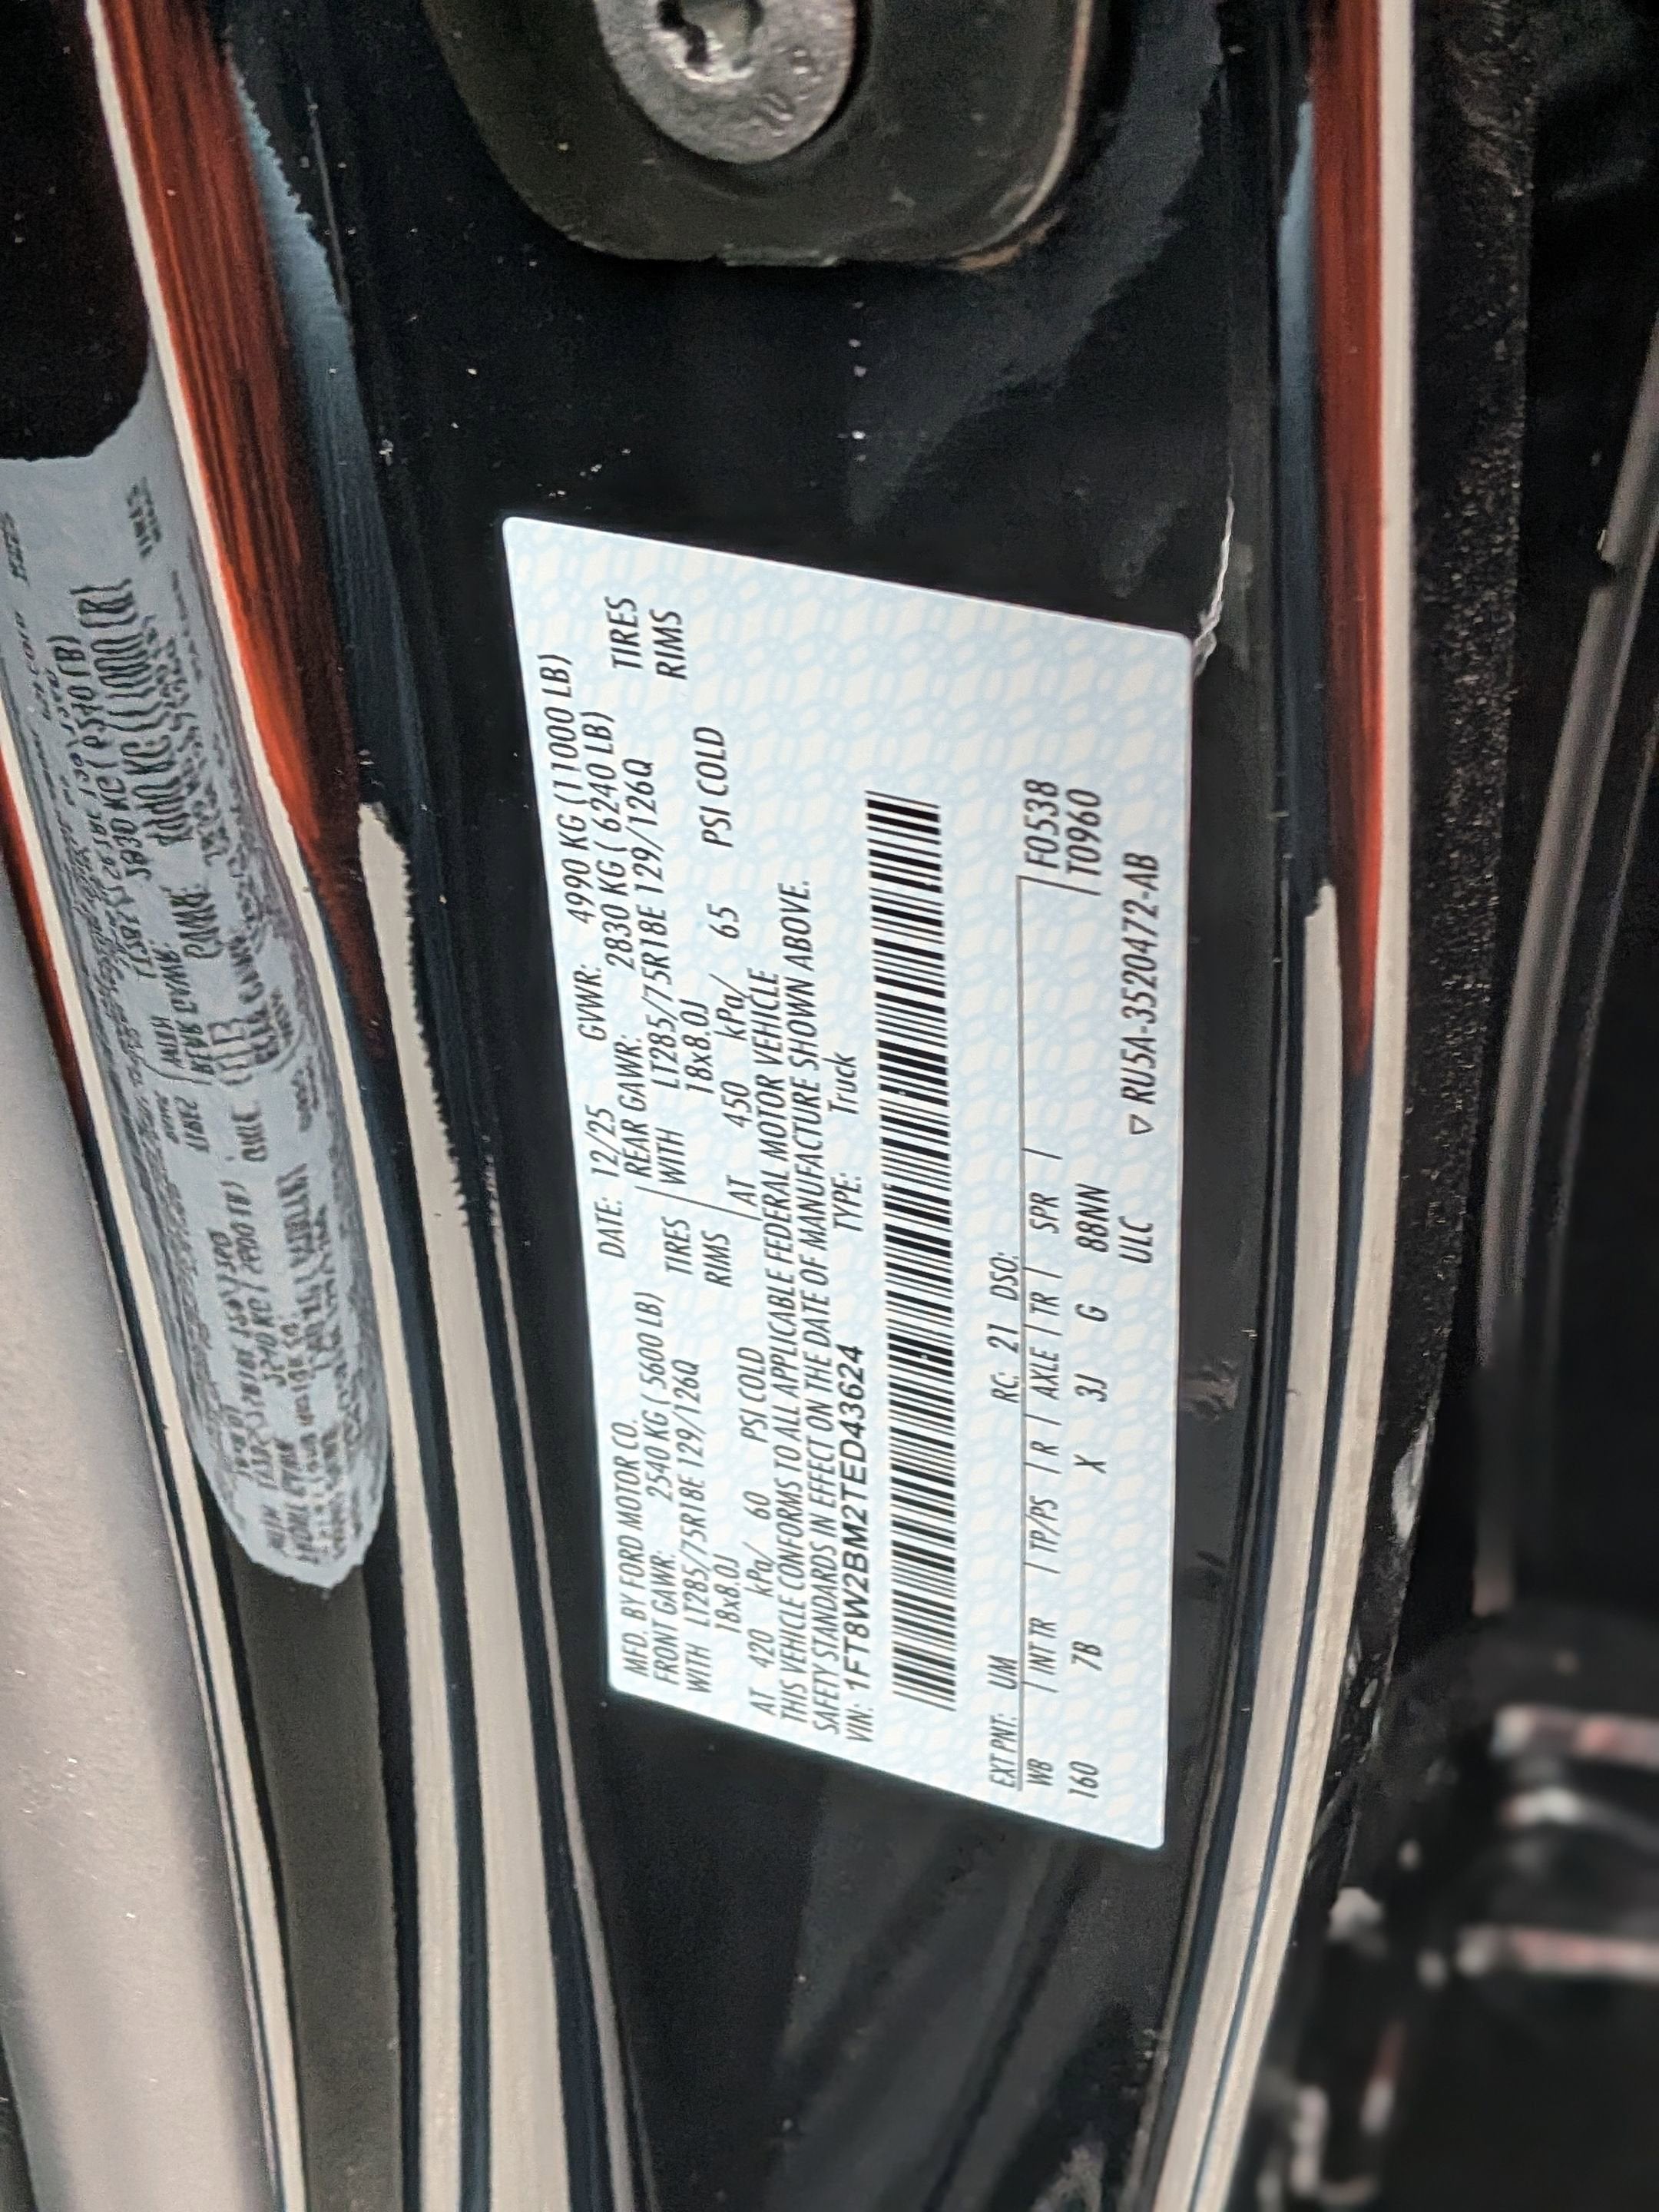 MFD. BY FORD MOTOR CO. DATE: 12/25 GVWR: 4990 KG (11000 LB)
FRONT GAWR: 2540 KG ( 5600 LB) REAR GAWR: 2830 KG ( 6240 LB)
WITH LT285/75R18E 129/126Q TIRES WITH LT285/75R18E 129/126Q TIRES
18x8.0J RIMS 18x8.0J RIMS
AT 420 kPa/ 60 PSI COLD AT 450 kPa/ 65 PSI COLD
THIS VEHICLE CONFORMS TO ALL APPLICABLE FEDERAL MOTOR VEHICLE
SAFETY STANDARDS IN EFFECT ON THE DATE OF MANUFACTURE SHOWN ABOVE.
VIN: 1FT8W2BM2TED43624 TYPE: Truck
EXT PNT: UM RC: 21 DSO:
WB / INT TR / TP/PS / R / AXLE / TR / SPR / F0538
160 7B X 3J G 88NN T0960
ULC ▽ RU5A-3520472-AB